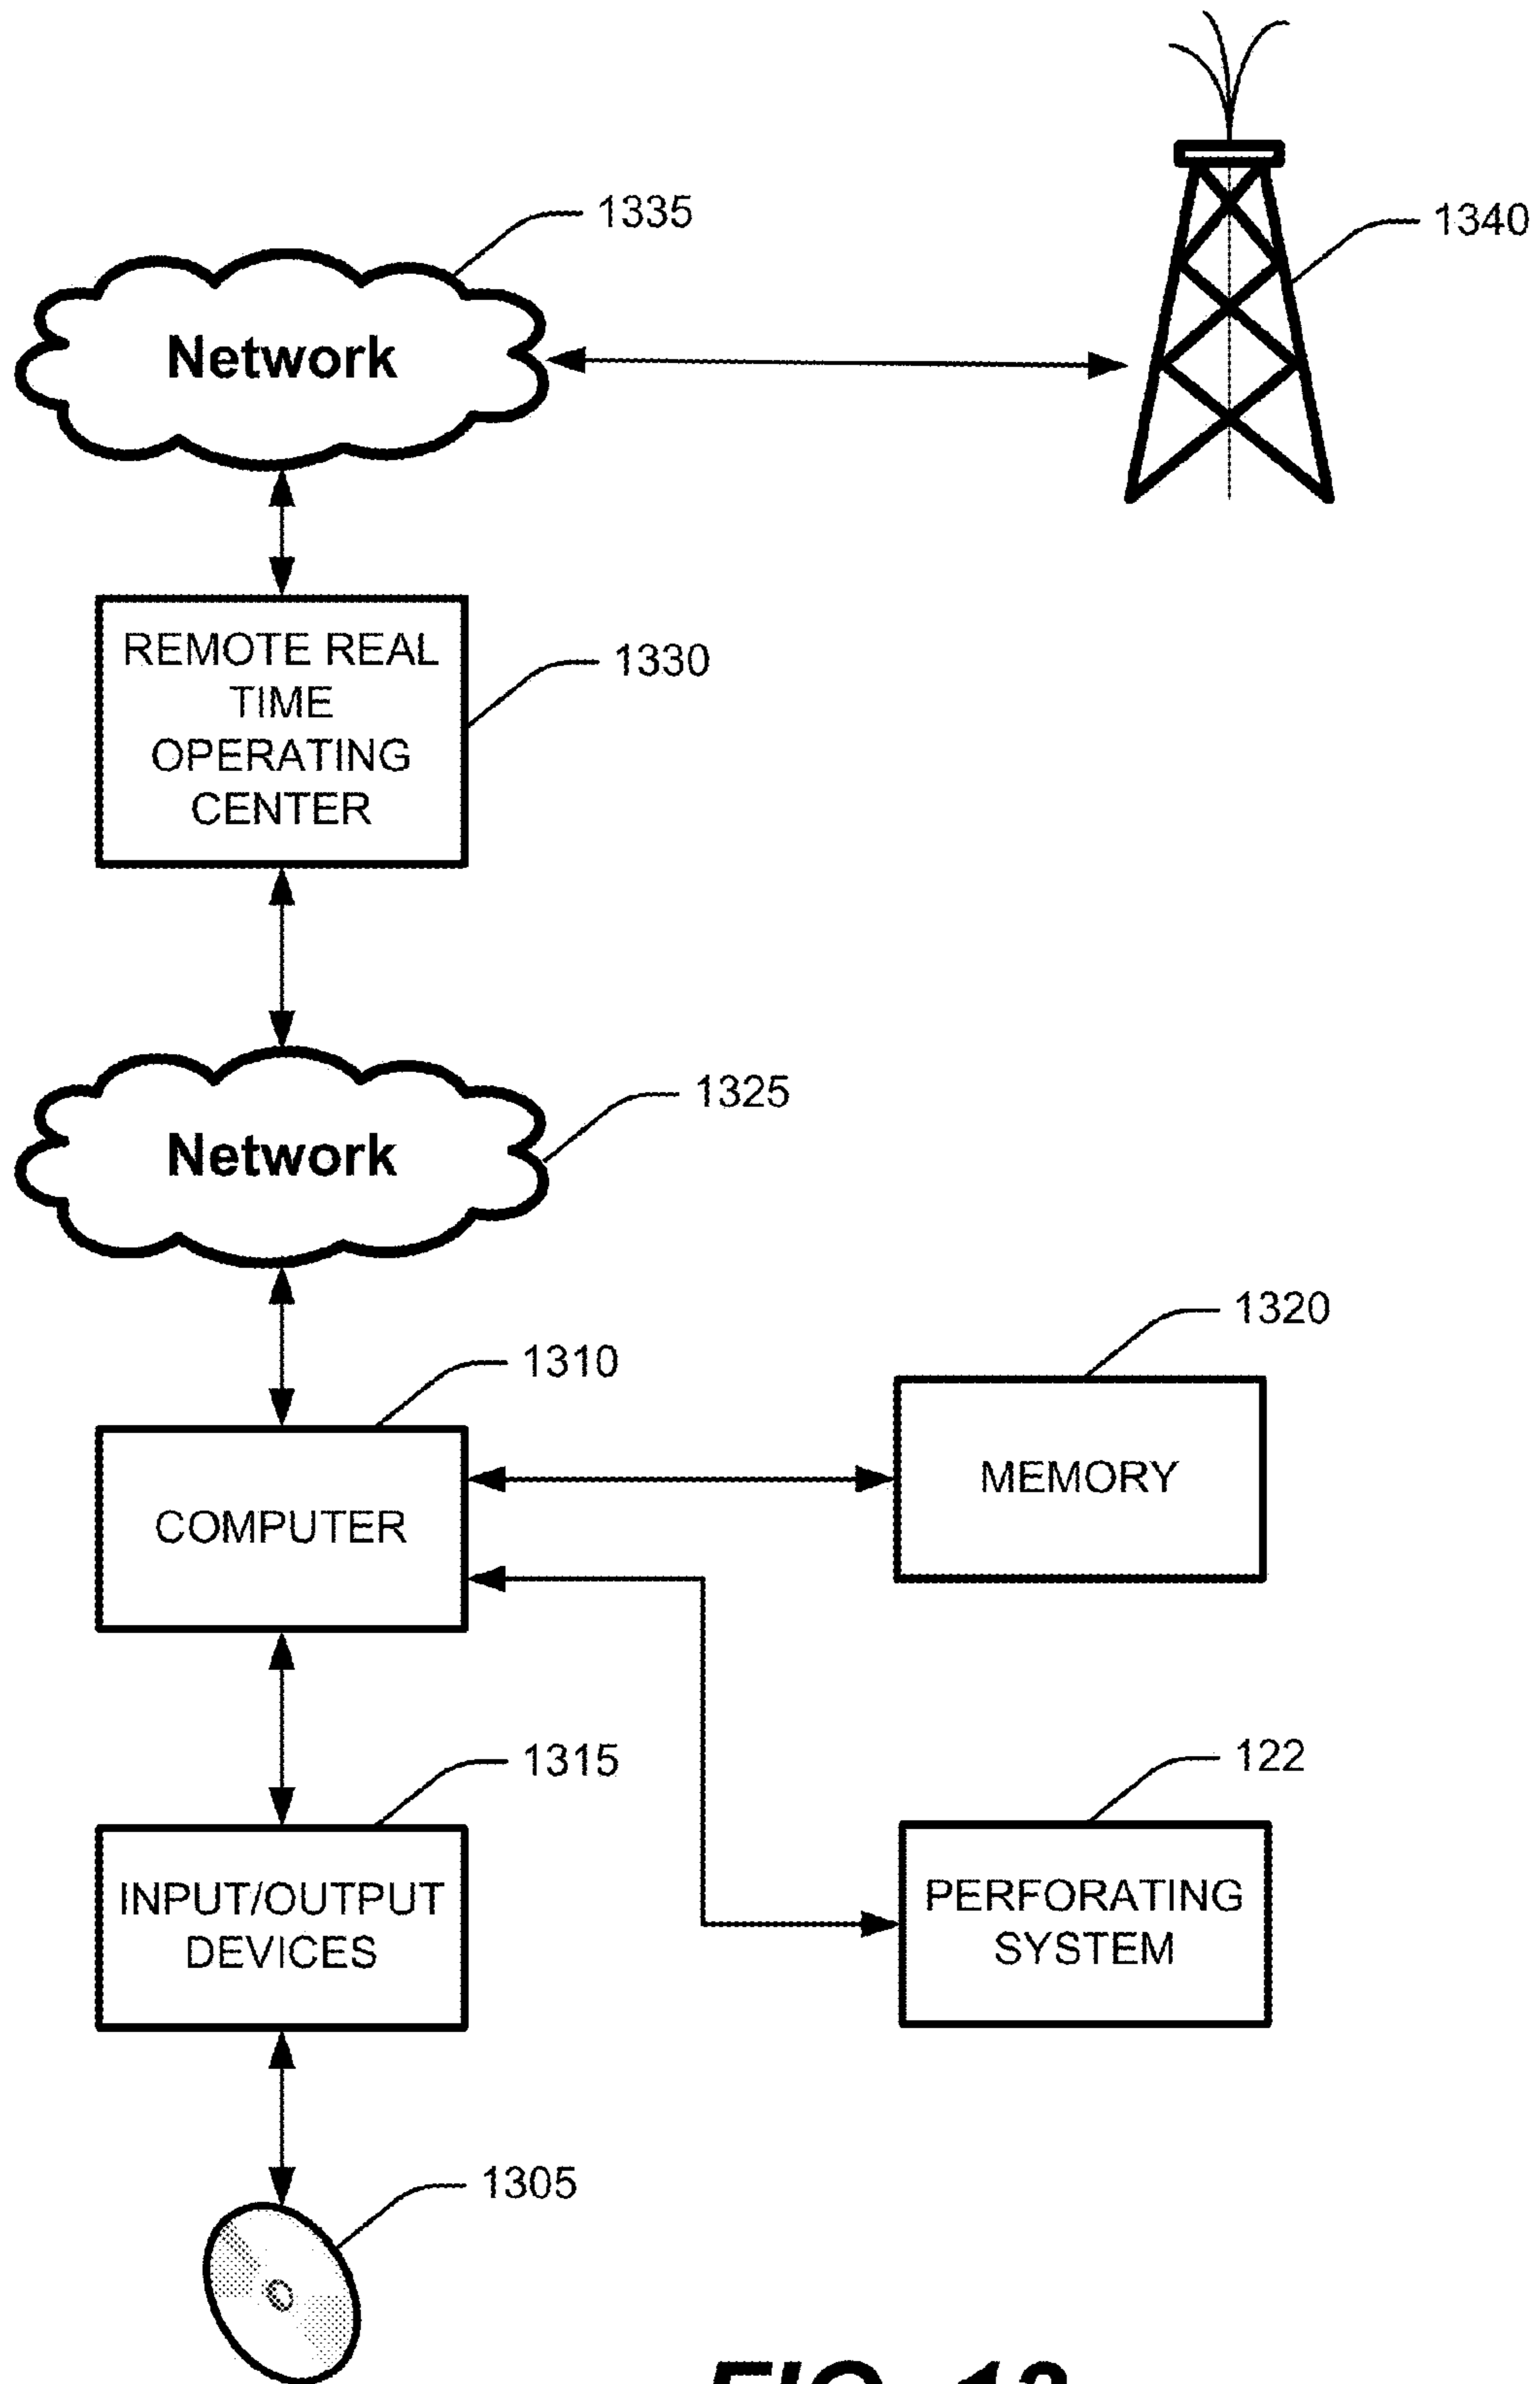 1335
1340
Network
REMOTE REAL
TIME
OPERATING
CENTER
1330
1325
Network
1320
1310
MEMORY
COMPUTER
1315
122
INPUT/OUTPUT
DEVICES
PERFORATING
SYSTEM
1305